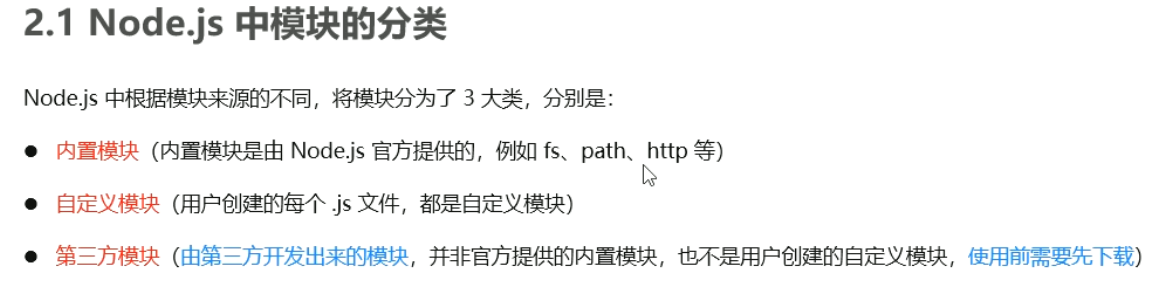 2.1 Node.js 中模块的分类
Node.js 中根据模块来源的不同，将模块分为了 3 大类，分别是：
● 内置模块（内置模块是由 Node.js 官方提供的，例如 fs、path、http 等）
● 自定义模块（用户创建的每个 .js 文件，都是自定义模块）
● 第三方模块（由第三方开发出来的模块，并非官方提供的内置模块，也不是用户创建的自定义模块，使用前需要先下载）